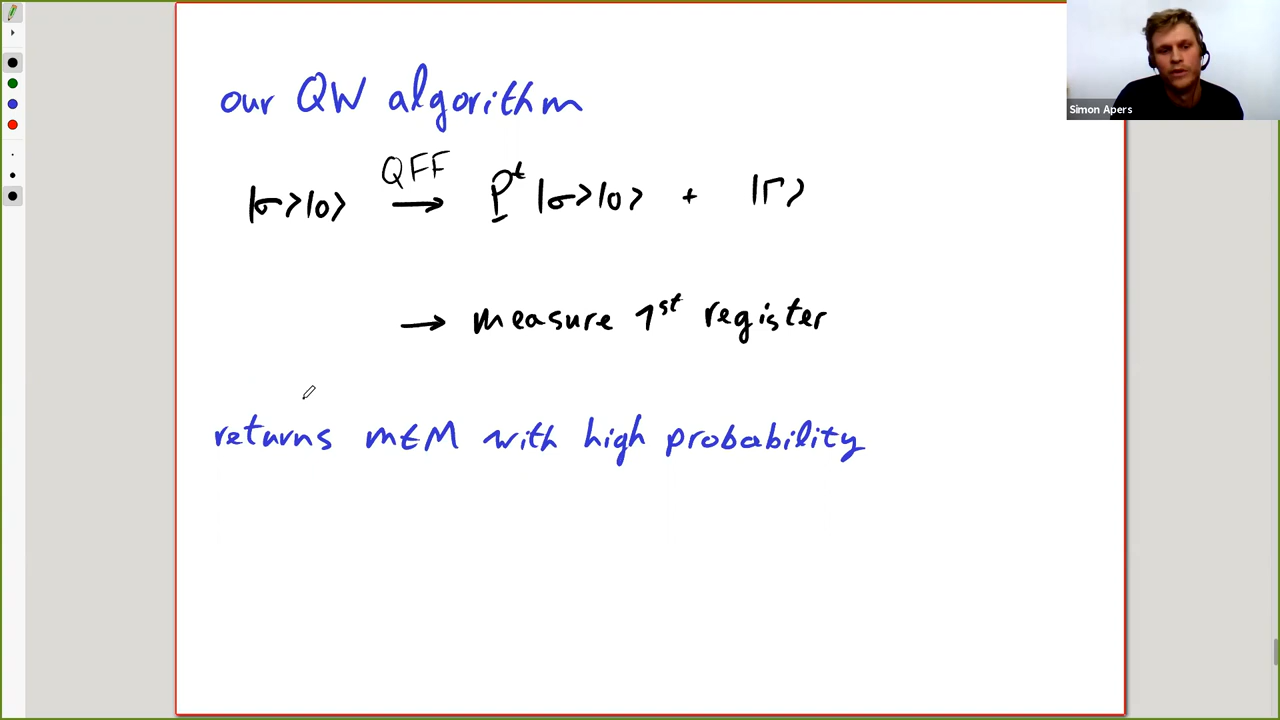 our QW algorithm
Simon Apers
|σ>|0> QFF → P^t |σ>|0> + |Γ>
→ measure 1st register
returns m∈M with high probability